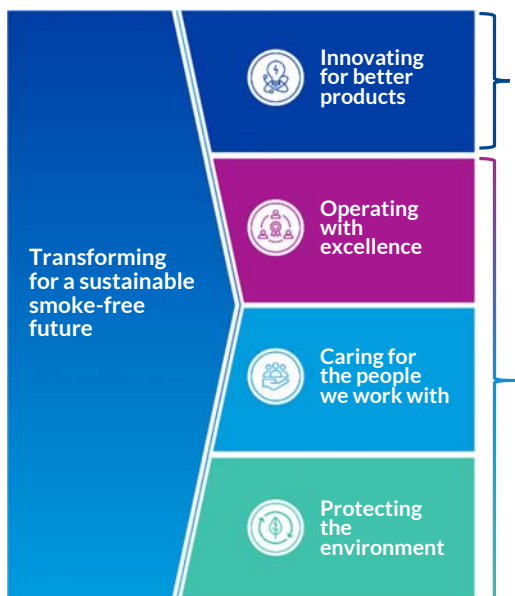 Innovating
for better
products
Operating
with
excellence
Transforming
for a sustainable
smoke-free
future
Caring for
the people
we work with
Protecting
the
environment